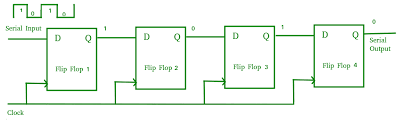 1 0 1 0
Serial Input
1
0
1
0
D Q
D Q
D Q
D Q
Serial
Output
Flip Flop 1
Flip Flop 2
Flip Flop 3
Flip Flop 4
Clock